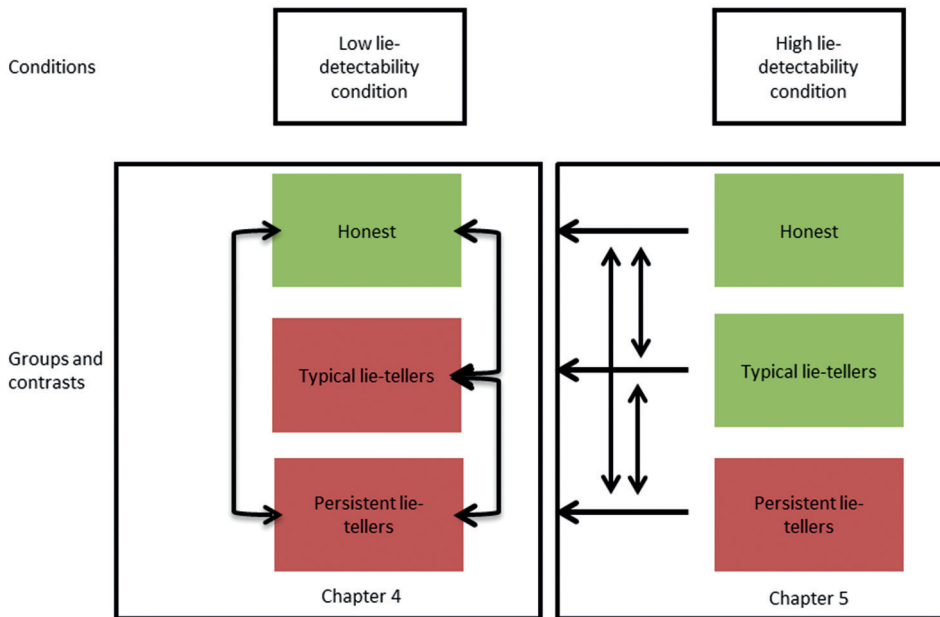 Conditions
Low lie-
detectability
condition
High lie-
detectability
condition
Groups and
contrasts
Honest
Typical lie-tellers
Persistent lie-
tellers
Chapter 4
Honest
Typical lie-tellers
Persistent lie-
tellers
Chapter 5